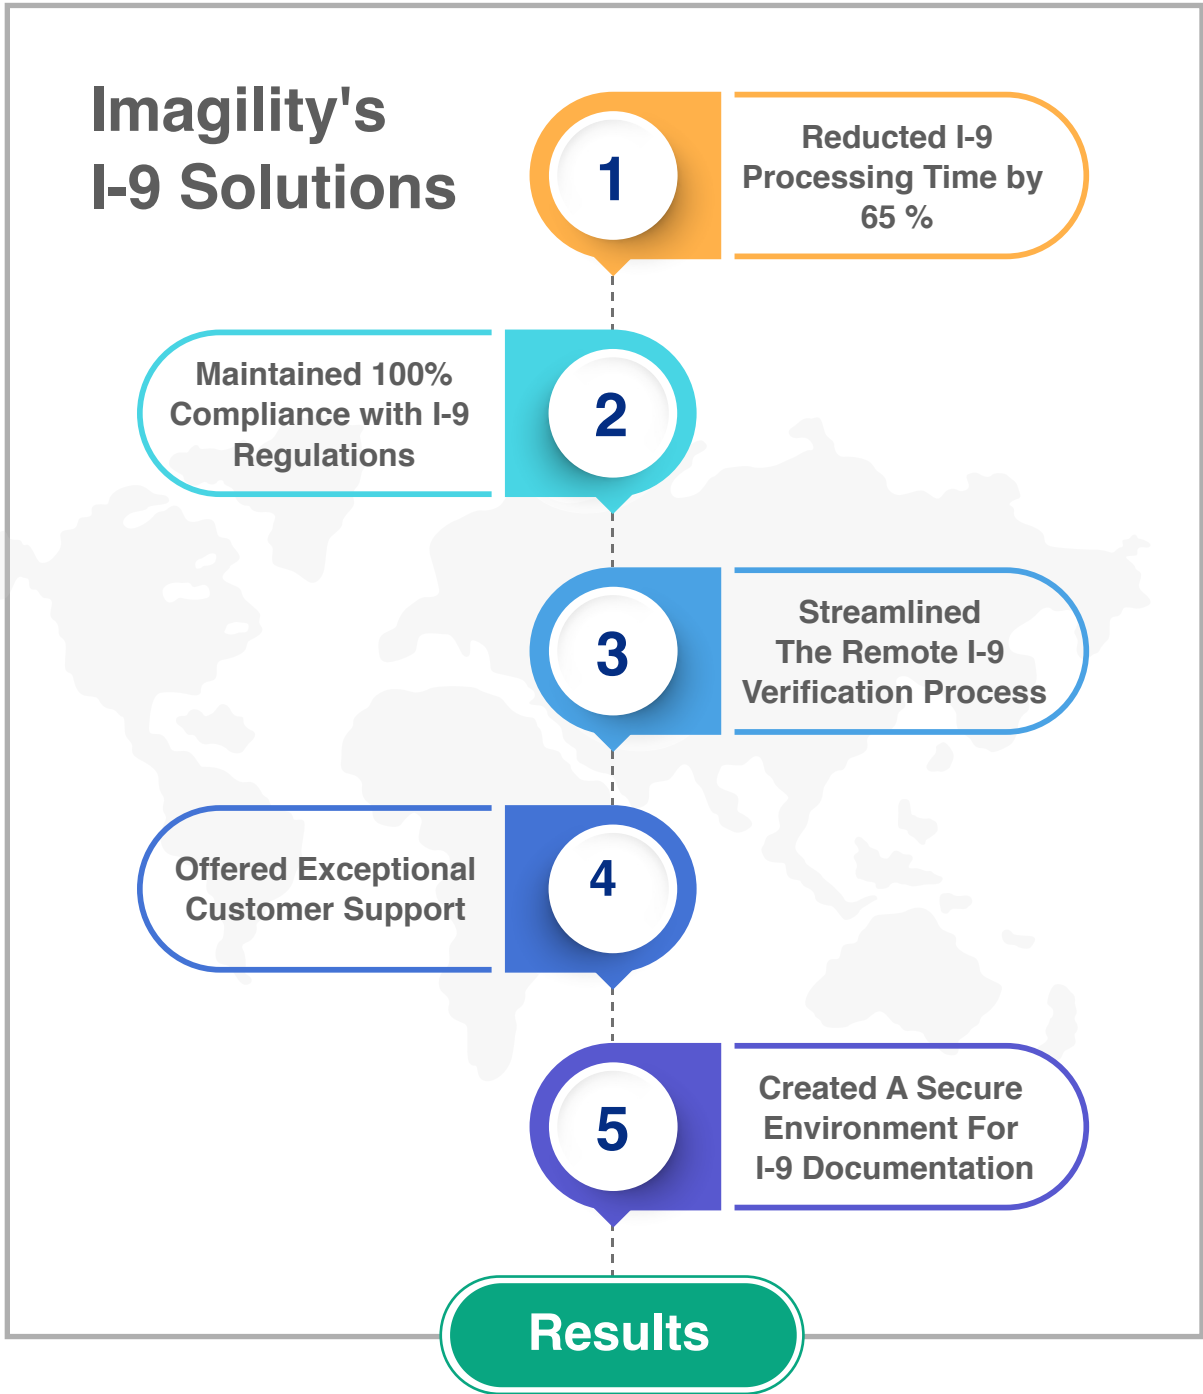 Imagility's
I-9 Solutions
1
Reducted I-9
Processing Time by
65 %
Maintained 100%
Compliance with I-9
Regulations
2
3
Streamlined
The Remote I-9
Verification Process
Offered Exceptional
Customer Support
4
5
Created A Secure
Environment For
I-9 Documentation
Results